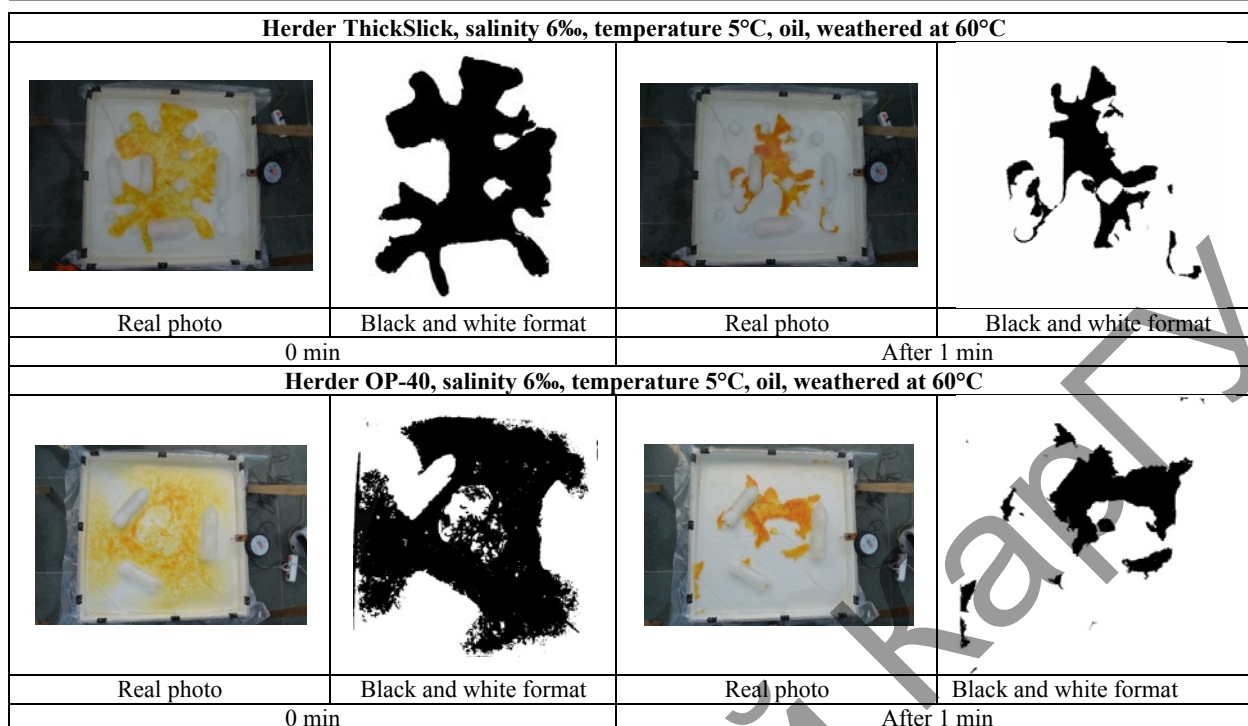 Herder ThickSlick, salinity 6‰, temperature 5°C, oil, weathered at 60°C
Real photo Black and white format Real photo Black and white format
0 min After 1 min
Herder OP-40, salinity 6‰, temperature 5°C, oil, weathered at 60°C
Real photo Black and white format Real photo Black and white format
0 min After 1 min
й КарГу